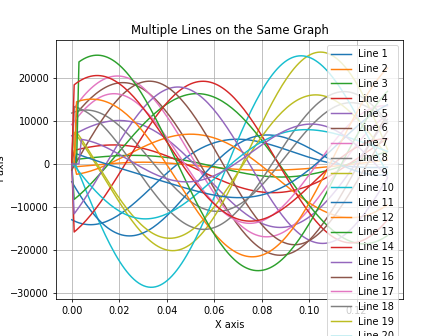 Multiple Lines on the Same Graph
20000
10000
0
−10000
−20000
−30000
0.00
0.02
0.04
0.06
0.08
0.10
X axis
Line 1
Line 2
Line 3
Line 4
Line 5
Line 6
Line 7
Line 8
Line 9
Line 10
Line 11
Line 12
Line 13
Line 14
Line 15
Line 16
Line 17
Line 18
Line 19
Line 20